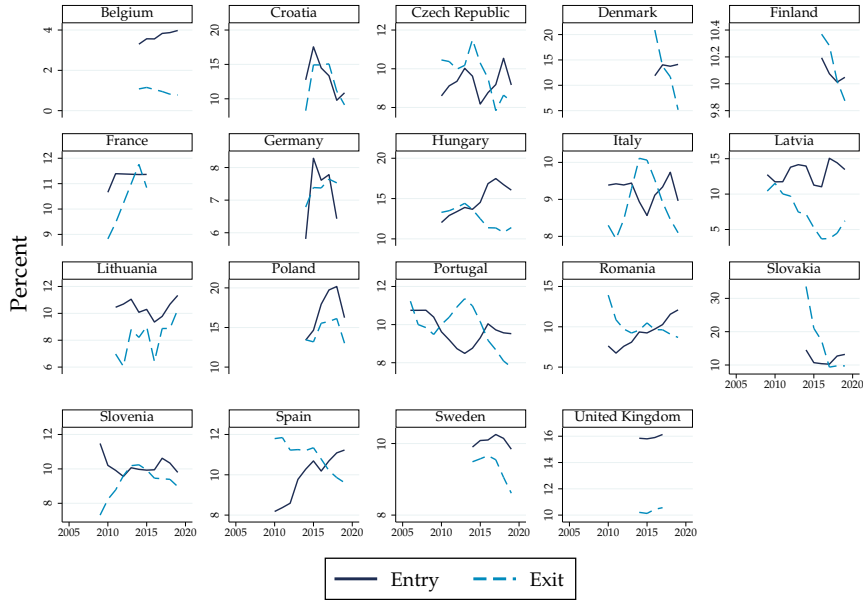 Percent
Belgium
0
2
4
Croatia
10
15
20
Czech Republic
8
10
12
Denmark
5
10
15
20
Finland
9.8
10
10.2
10.4
France
9
10
11
12
Germany
6
7
8
Hungary
10
15
20
Italy
8
9
10
Latvia
5
10
15
Lithuania
6
8
10
12
Poland
10
15
20
Portugal
8
10
12
Romania
5
10
15
Slovakia
10
20
30
2005 2010 2015 2020
Slovenia
8
10
12
2005 2010 2015 2020
Spain
8
10
12
2005 2010 2015 2020
Sweden
8
9
10
2005 2010 2015 2020
United Kingdom
10
12
14
16
2005 2010 2015 2020
Entry Exit